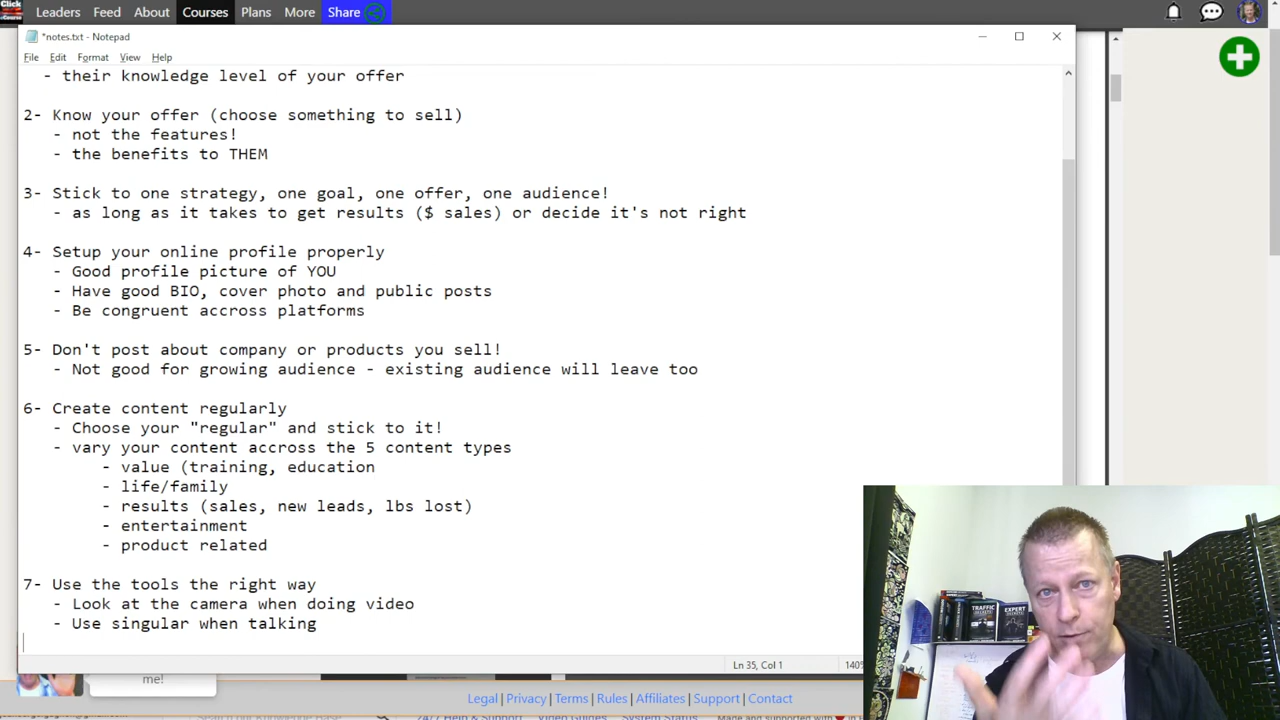 Click
eCourse
Leaders Feed About Courses Plans More Share
*notes.txt - Notepad
File Edit Format View Help
- their knowledge level of your offer
2- Know your offer (choose something to sell)
- not the features!
- the benefits to THEM
3- Stick to one strategy, one goal, one offer, one audience!
- as long as it takes to get results ($ sales) or decide it's not right
4- Setup your online profile properly
- Good profile picture of YOU
- Have good BIO, cover photo and public posts
- Be congruent accross platforms
5- Don't post about company or products you sell!
- Not good for growing audience - existing audience will leave too
6- Create content regularly
- Choose your "regular" and stick to it!
- vary your content accross the 5 content types
- value (training, education
- life/family
- results (sales, new leads, lbs lost)
- entertainment
- product related
7- Use the tools the right way
- Look at the camera when doing video
- Use singular when talking
TRAFFIC
SECRETS
EXPERT
SECRETS
Ln 35, Col 1 140%
me!
Legal | Privacy | Terms | Rules | Affiliates | Support | Contact